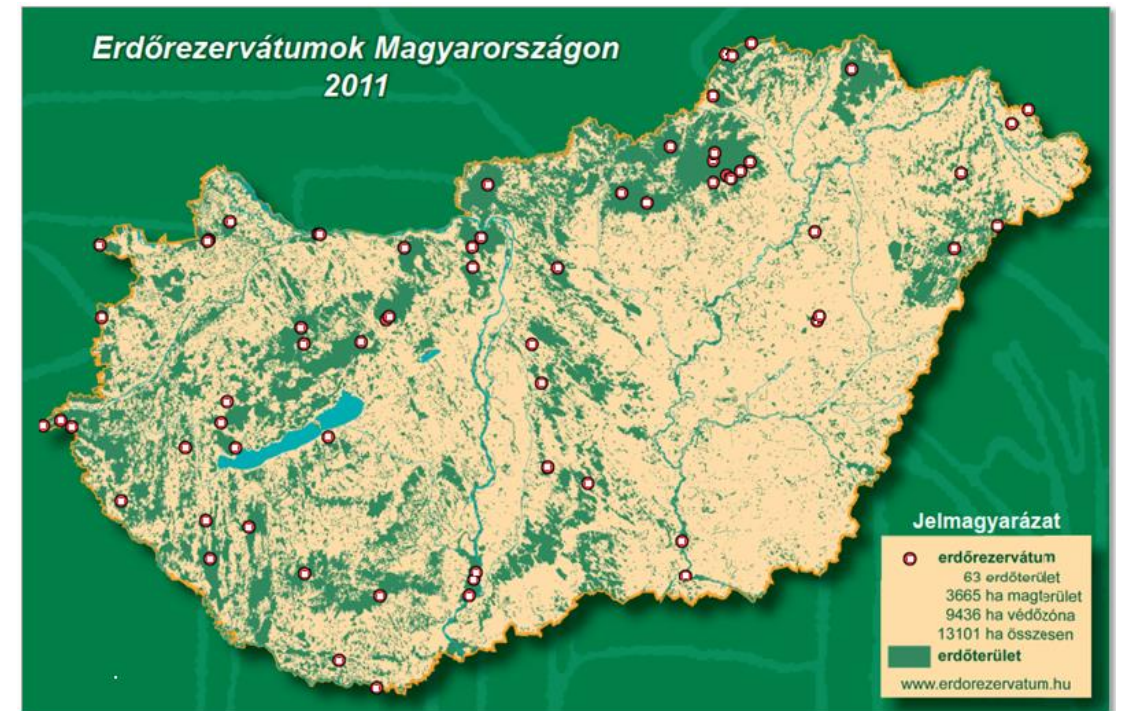 Erdőrezervátumok Magyarországon
2011
Jelmagyarázat
erdőrezervátum
63 erdőterület
3665 ha magterület
9436 ha védőzóna
13101 ha összesen
erdőterület
www.erdorezervatum.hu